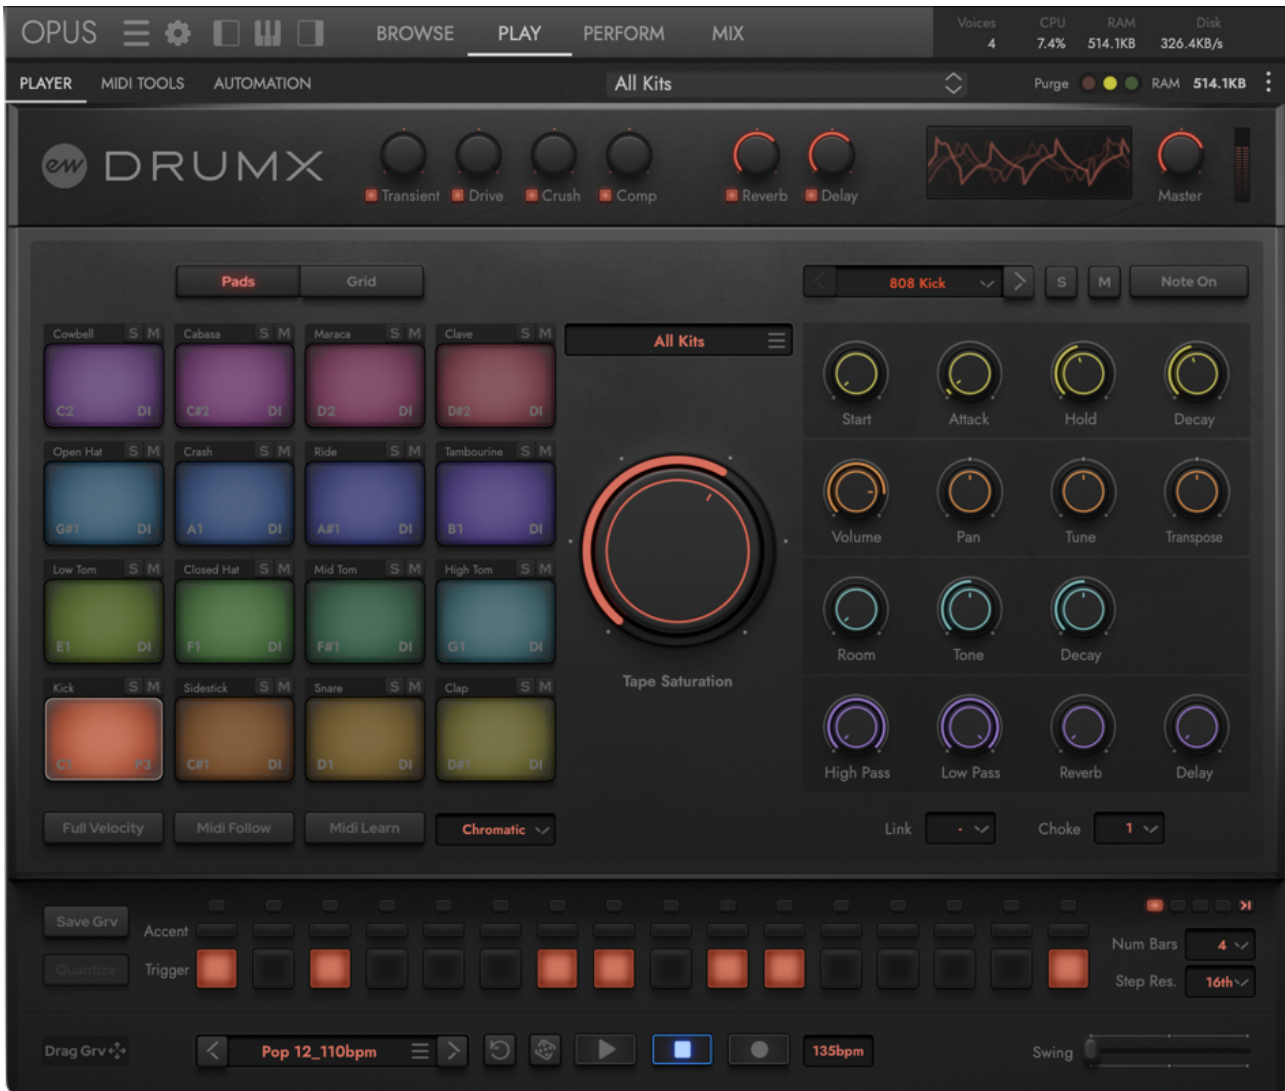 OPUS BROWSE PLAY PERFORM MIX Voices 4 CPU 7.4% RAM 514.1KB Disk 326.4KB/s
PLAYER MIDI TOOLS AUTOMATION All Kits Purge RAM 514.1KB
ew DRUMX Transient Drive Crush Comp Reverb Delay Master
Pads Grid 808 Kick S M Note On
Cowbell S M Cabasa S M Maraca S M Clave S M
C2 DI C#2 DI D2 DI D#2 DI
Open Hat S M Crash S M Ride S M Tambourine S M
G#1 DI A1 DI A#1 DI B1 DI
Low Tom S M Closed Hat S M Mid Tom S M High Tom S M
E1 DI F1 DI F#1 DI G1 DI
Kick S M Sidestick S M Snare S M Clap S M
C1 P3 C#1 DI D1 DI D#1 DI
Full Velocity Midi Follow Midi Learn Chromatic
All Kits
Tape Saturation
Start Attack Hold Decay
Volume Pan Tune Transpose
Room Tone Decay
High Pass Low Pass Reverb Delay
Link - Choke 1
Save Grv Accent
Quantize Trigger
Num Bars 4
Step Res. 16th
Drag Grv Pop 12_110bpm 135bpm Swing